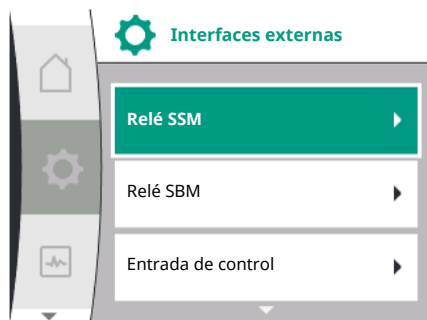 Interfaces externas
Relé SSM
Relé SBM
Entrada de control